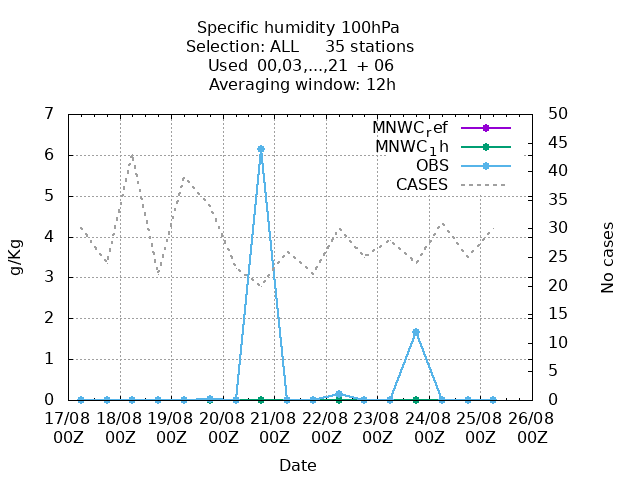 Specific humidity 100hPa
Selection: ALL 35 stations
Used 00,03,...,21 + 06
Averaging window: 12h
7 50
MNWCref
45
MNWC1h
6 40
OBS
CASES
5 35
30
4
25
3
20
2 15
10
1
5
0 0
g/Kg
No cases
17/08 18/08 19/08 20/08 21/08 22/08 23/08 24/08 25/08 26/08
00Z 00Z 00Z 00Z 00Z 00Z 00Z 00Z 00Z 00Z
Date